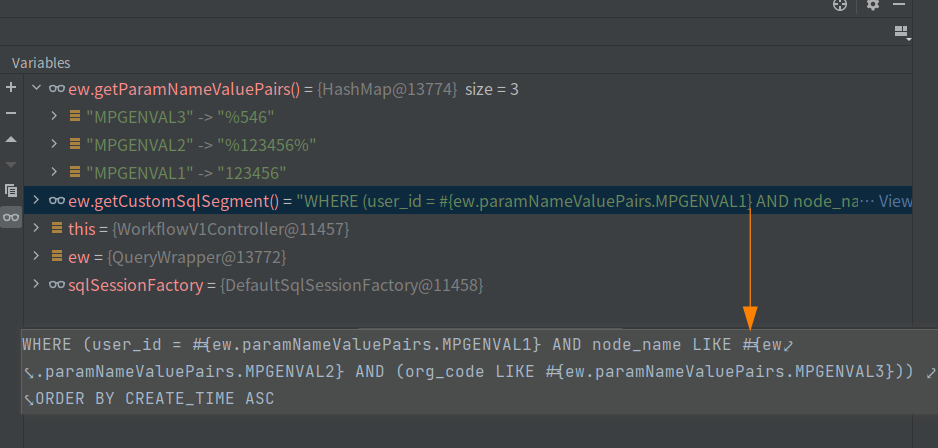 Variables
ew.getParamNameValuePairs() = {HashMap@13774} size = 3
"MPGENVAL3" -> "%546"
"MPGENVAL2" -> "%123456%"
"MPGENVAL1" -> "123456"
ew.getCustomSqlSegment() = "WHERE (user_id = #{ew.paramNameValuePairs.MPGENVAL1} AND node_na… View
this = {WorkflowV1Controller@11457}
ew = {QueryWrapper@13772}
sqlSessionFactory = {DefaultSqlSessionFactory@11458}
WHERE (user_id = #{ew.paramNameValuePairs.MPGENVAL1} AND node_name LIKE #{ew
.paramNameValuePairs.MPGENVAL2} AND (org_code LIKE #{ew.paramNameValuePairs.MPGENVAL3}))
ORDER BY CREATE_TIME ASC